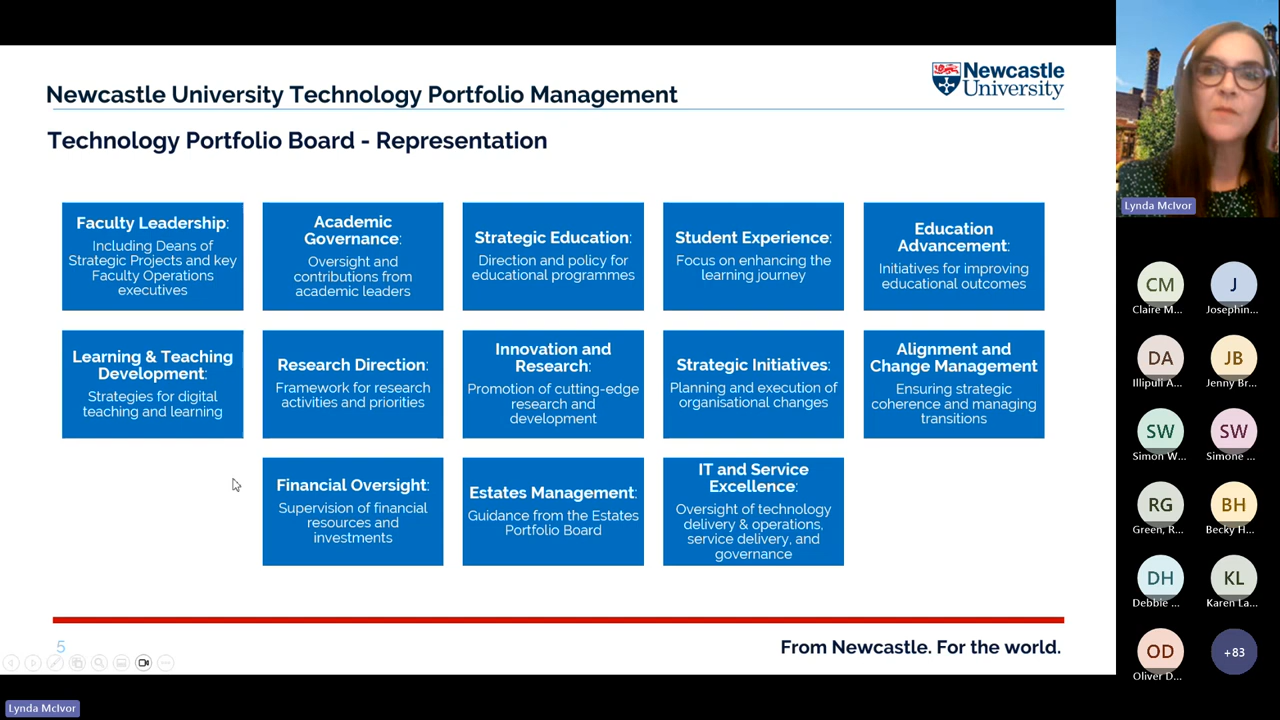 Newcastle
University
Newcastle University Technology Portfolio Management
Technology Portfolio Board - Representation
Faculty Leadership:
Including Deans of
Strategic Projects and key
Faculty Operations
executives
Academic
Governance:
Oversight and
contributions from
academic leaders
Strategic Education:
Direction and policy for
educational programmes
Student Experience:
Focus on enhancing the
learning journey
Education
Advancement:
Initiatives for improving
educational outcomes
Learning & Teaching
Development:
Strategies for digital
teaching and learning
Research Direction:
Framework for research
activities and priorities
Innovation and
Research:
Promotion of cutting-edge
research and
development
Strategic Initiatives:
Planning and execution of
organisational changes
Alignment and
Change Management
Ensuring strategic
coherence and managing
transitions
Financial Oversight:
Supervision of financial
resources and
investments
Estates Management:
Guidance from the Estates
Portfolio Board
IT and Service
Excellence:
Oversight of technology
delivery & operations,
service delivery, and
governance
5
From Newcastle. For the world.
Lynda McIvor
Lynda McIvor
CM
Claire M...
J
Josephin...
DA
Illipuli A...
JB
Jenny Br...
SW
Simon W...
SW
Simone ...
RG
Green, R...
BH
Becky H...
DH
Debbie ...
KL
Karen La...
OD
Oliver D...
+83